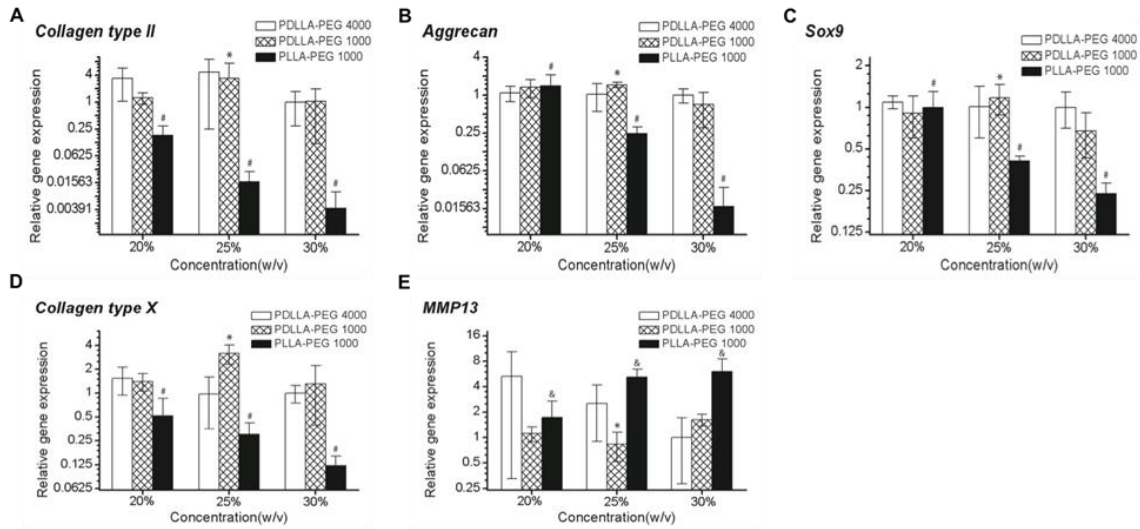 A
Collagen type II
PDLLA-PEG 4000
PDLLA-PEG 1000
PLLA-PEG 1000
Relative gene expression
4
1
0.25
0.0625
0.01563
0.00391
*
#
#
#
20%
25%
30%
Concentration(w/v)
B
Aggrecan
PDLLA-PEG 4000
PDLLA-PEG 1000
PLLA-PEG 1000
Relative gene expression
4
1
0.25
0.0625
0.01563
#
*
#
#
20%
25%
30%
Concentration(w/v)
C
Sox9
PDLLA-PEG 4000
PDLLA-PEG 1000
PLLA-PEG 1000
Relative gene expression
2
1
0.5
0.25
0.125
#
*
#
#
20%
25%
30%
Concentration(w/v)
D
Collagen type X
PDLLA-PEG 4000
PDLLA-PEG 1000
PLLA-PEG 1000
Relative gene expression
4
2
1
0.5
0.25
0.125
0.0625
#
*
#
#
20%
25%
30%
Concentration(w/v)
E
MMP13
PDLLA-PEG 4000
PDLLA-PEG 1000
PLLA-PEG 1000
Relative gene expression
16
8
4
2
1
0.5
0.25
&
*
&
&
20%
25%
30%
Concentration(w/v)